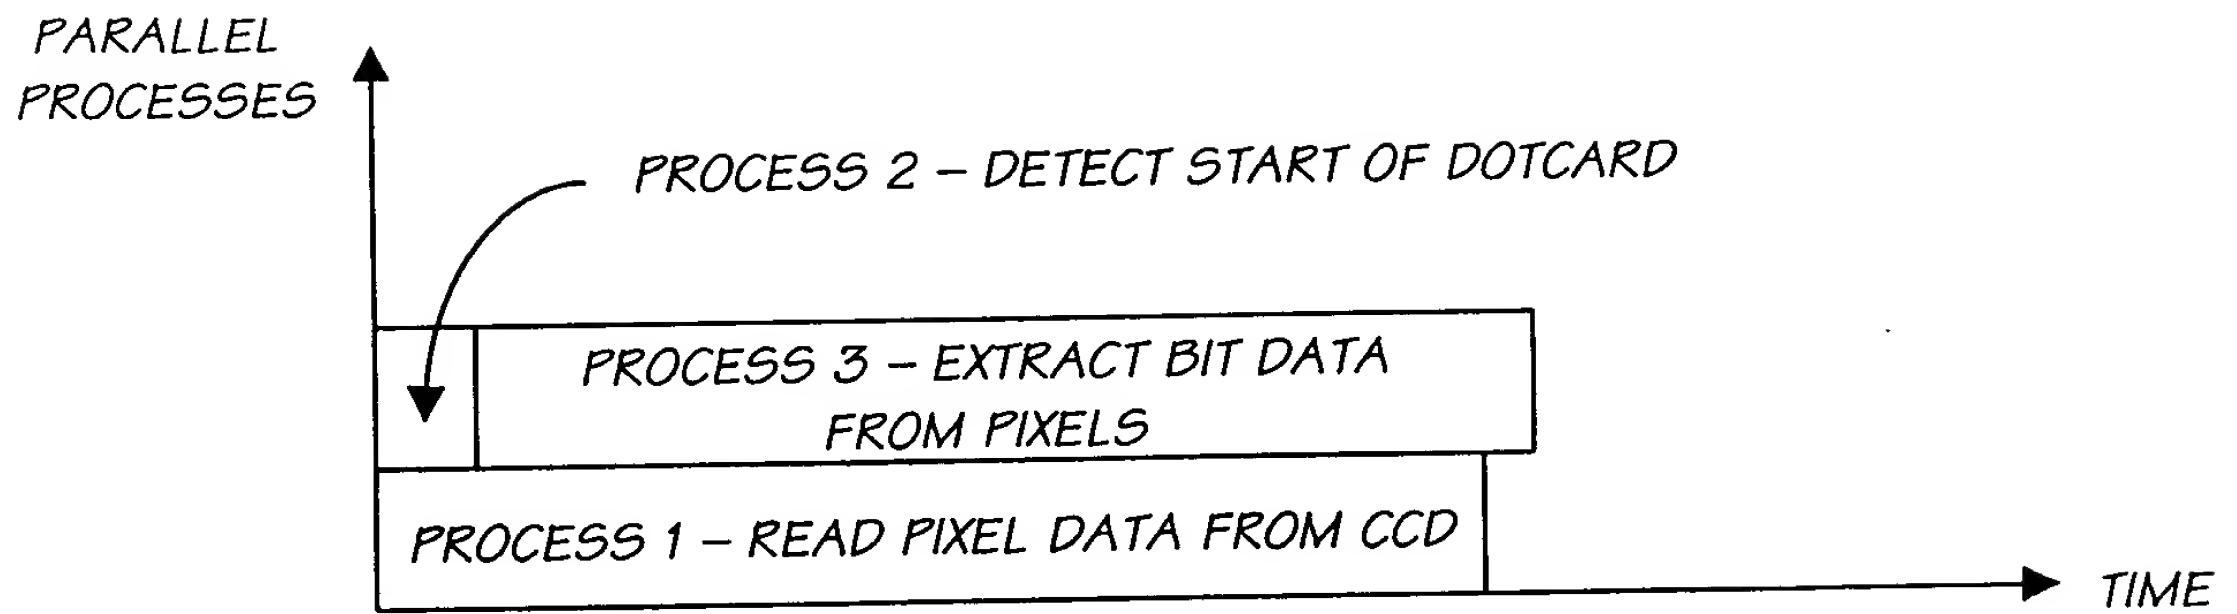 PARALLEL
PROCESSES
PROCESS 2 – DETECT START OF DOTCARD
PROCESS 3 – EXTRACT BIT DATA
FROM PIXELS
PROCESS 1 – READ PIXEL DATA FROM CCD
TIME